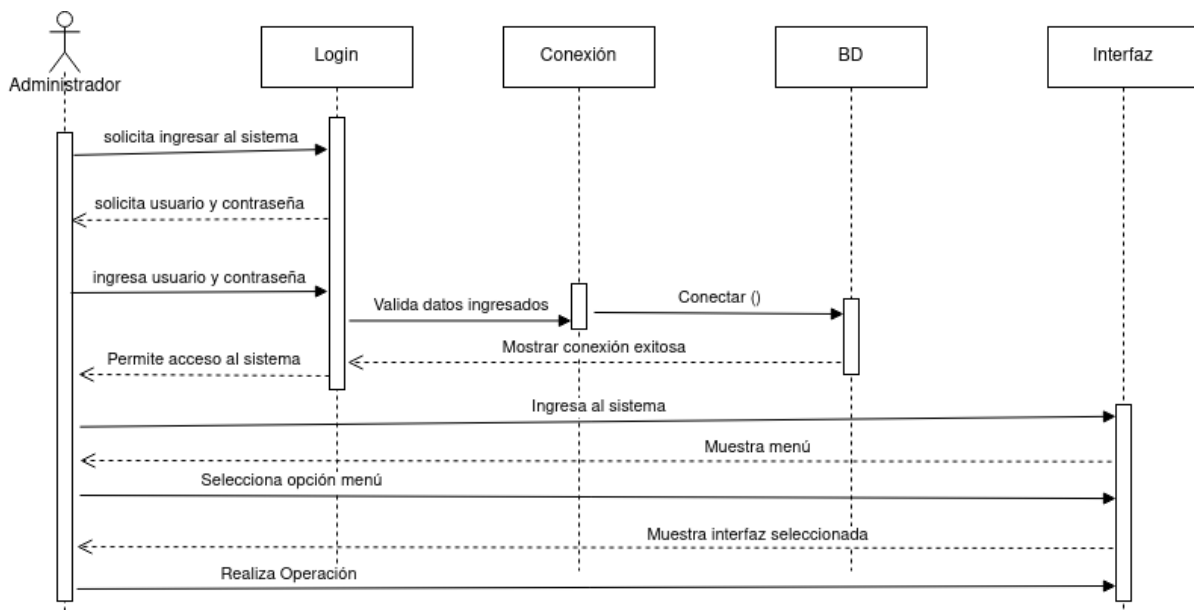 Login
Conexión
BD
Interfaz
Administrador
solicita ingresar al sistema
solicita usuario y contraseña
ingresa usuario y contraseña
Valida datos ingresados
Conectar ()
Mostrar conexión exitosa
Permite acceso al sistema
Ingresa al sistema
Muestra menú
Selecciona opción menú
Muestra interfaz seleccionada
Realiza Operación